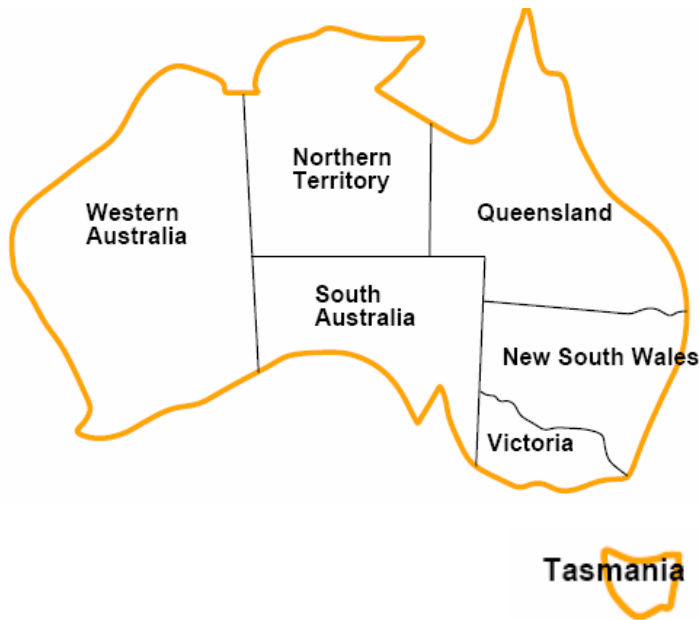 Northern
Territory
Western
Australia
Queensland
South
Australia
New South Wales
Victoria
Tasmania